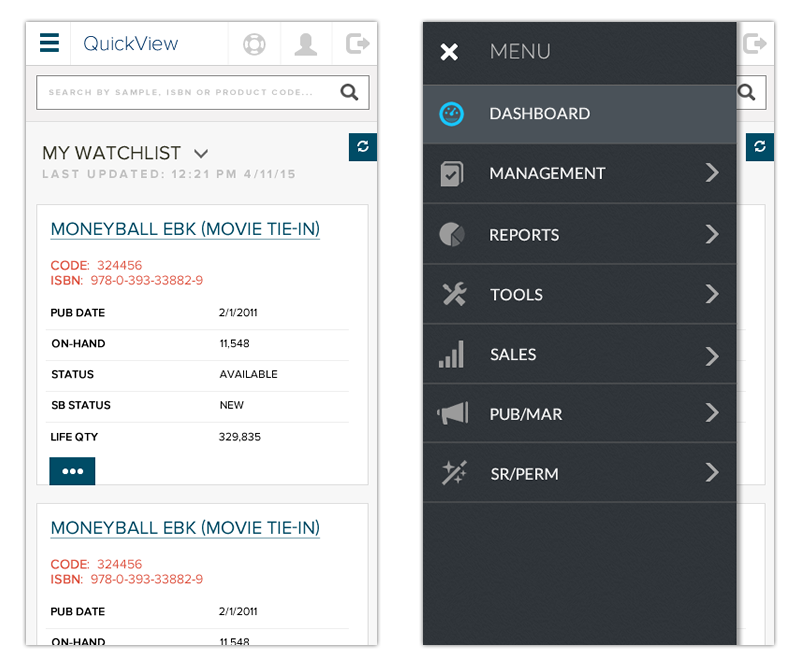 QuickView
SEARCH BY SAMPLE, ISBN OR PRODUCT CODE...
MY WATCHLIST
LAST UPDATED: 12:21 PM 4/11/15
MONEYBALL EBK (MOVIE TIE-IN)
CODE: 324456
ISBN: 978-0-393-33882-9
PUB DATE 2/1/2011
ON-HAND 11,548
STATUS AVAILABLE
SB STATUS NEW
LIFE QTY 329,835
MONEYBALL EBK (MOVIE TIE-IN)
CODE: 324456
ISBN: 978-0-393-33882-9
PUB DATE 2/1/2011
ON-HAND 11,548
MENU
DASHBOARD
MANAGEMENT
REPORTS
TOOLS
SALES
PUB/MAR
SR/PERM